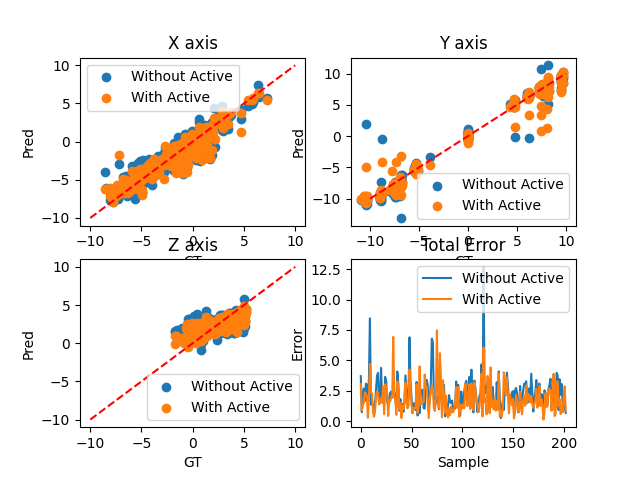 X axis
Y axis
10
5
0
−5
−10
Pred
Without Active
With Active
−10
−5
0
5
10
GT
10
5
0
−5
−10
Pred
Without Active
With Active
−10
−5
0
5
10
GT
Z axis
Total Error
10
5
0
−5
−10
Pred
Without Active
With Active
−10
−5
0
5
10
GT
12.5
10.0
7.5
5.0
2.5
0.0
Error
Without Active
With Active
0
50
100
150
200
Sample